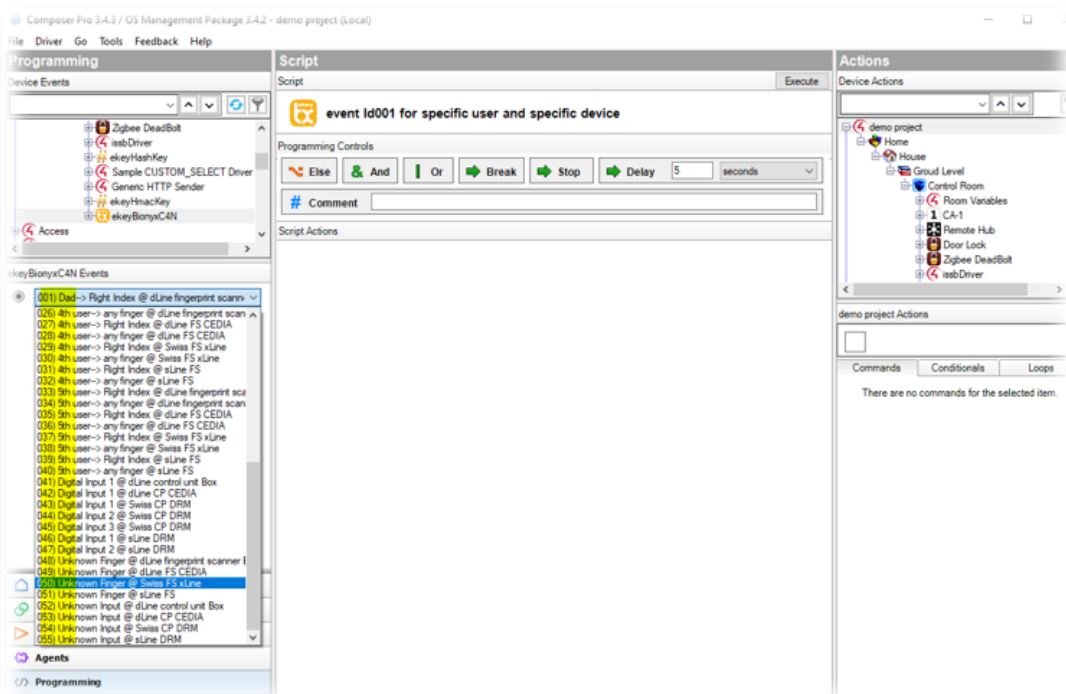 Composer Pro 3.4.3 / OS Management Package 3.4.2 - demo project (Local)
File Driver Go Tools Feedback Help
Programming
Device Events
Zigbee DeadBolt
issbDriver
ekeyHashKey
Sample CUSTOM_SELECT Driver
Generic HTTP Sender
ekeyHmacKey
ekeyBionyxC4N
Access
ekeyBionyxC4N Events
001) Dad--> Right Index @ dLine fingerprint scann
026) 4th user--> any finger @ dLine fingerprint scan
027) 4th user--> Right Index @ dLine FS CEDIA
028) 4th user--> any finger @ dLine FS CEDIA
029) 4th user--> Right Index @ Swiss FS xLine
030) 4th user--> any finger @ Swiss FS xLine
031) 4th user--> Right Index @ sLine FS
032) 4th user--> any finger @ sLine FS
033) 5th user--> Right Index @ dLine fingerprint sca
034) 5th user--> any finger @ dLine fingerprint scan
035) 5th user--> Right Index @ dLine FS CEDIA
036) 5th user--> any finger @ dLine FS CEDIA
037) 5th user--> Right Index @ Swiss FS xLine
038) 5th user--> any finger @ Swiss FS xLine
039) 5th user--> Right Index @ sLine FS
040) 5th user--> any finger @ sLine FS
041) Digital Input 1 @ dLine control unit Box
042) Digital Input 1 @ dLine CP CEDIA
043) Digital Input 1 @ Swiss CP DRM
044) Digital Input 2 @ Swiss CP DRM
045) Digital Input 3 @ Swiss CP DRM
046) Digital Input 1 @ sLine DRM
047) Digital Input 2 @ sLine DRM
048) Unknown Finger @ dLine fingerprint scanner
049) Unknown Finger @ dLine FS CEDIA
050) Unknown Finger @ Swiss FS xLine
051) Unknown Finger @ sLine FS
052) Unknown Input @ dLine control unit Box
053) Unknown Input @ dLine CP CEDIA
054) Unknown Input @ Swiss CP DRM
055) Unknown Input @ sLine DRM
Agents
Programming
Script
Script
Execute
event Id001 for specific user and specific device
Programming Controls
Else And Or Break Stop Delay 5 seconds
# Comment
Script Actions
Actions
Device Actions
demo project
Home
House
Groud Level
Control Room
Room Variables
1 CA-1
Remote Hub
Door Lock
Zigbee DeadBolt
issbDriver
demo project Actions
Commands Conditionals Loops
There are no commands for the selected item.